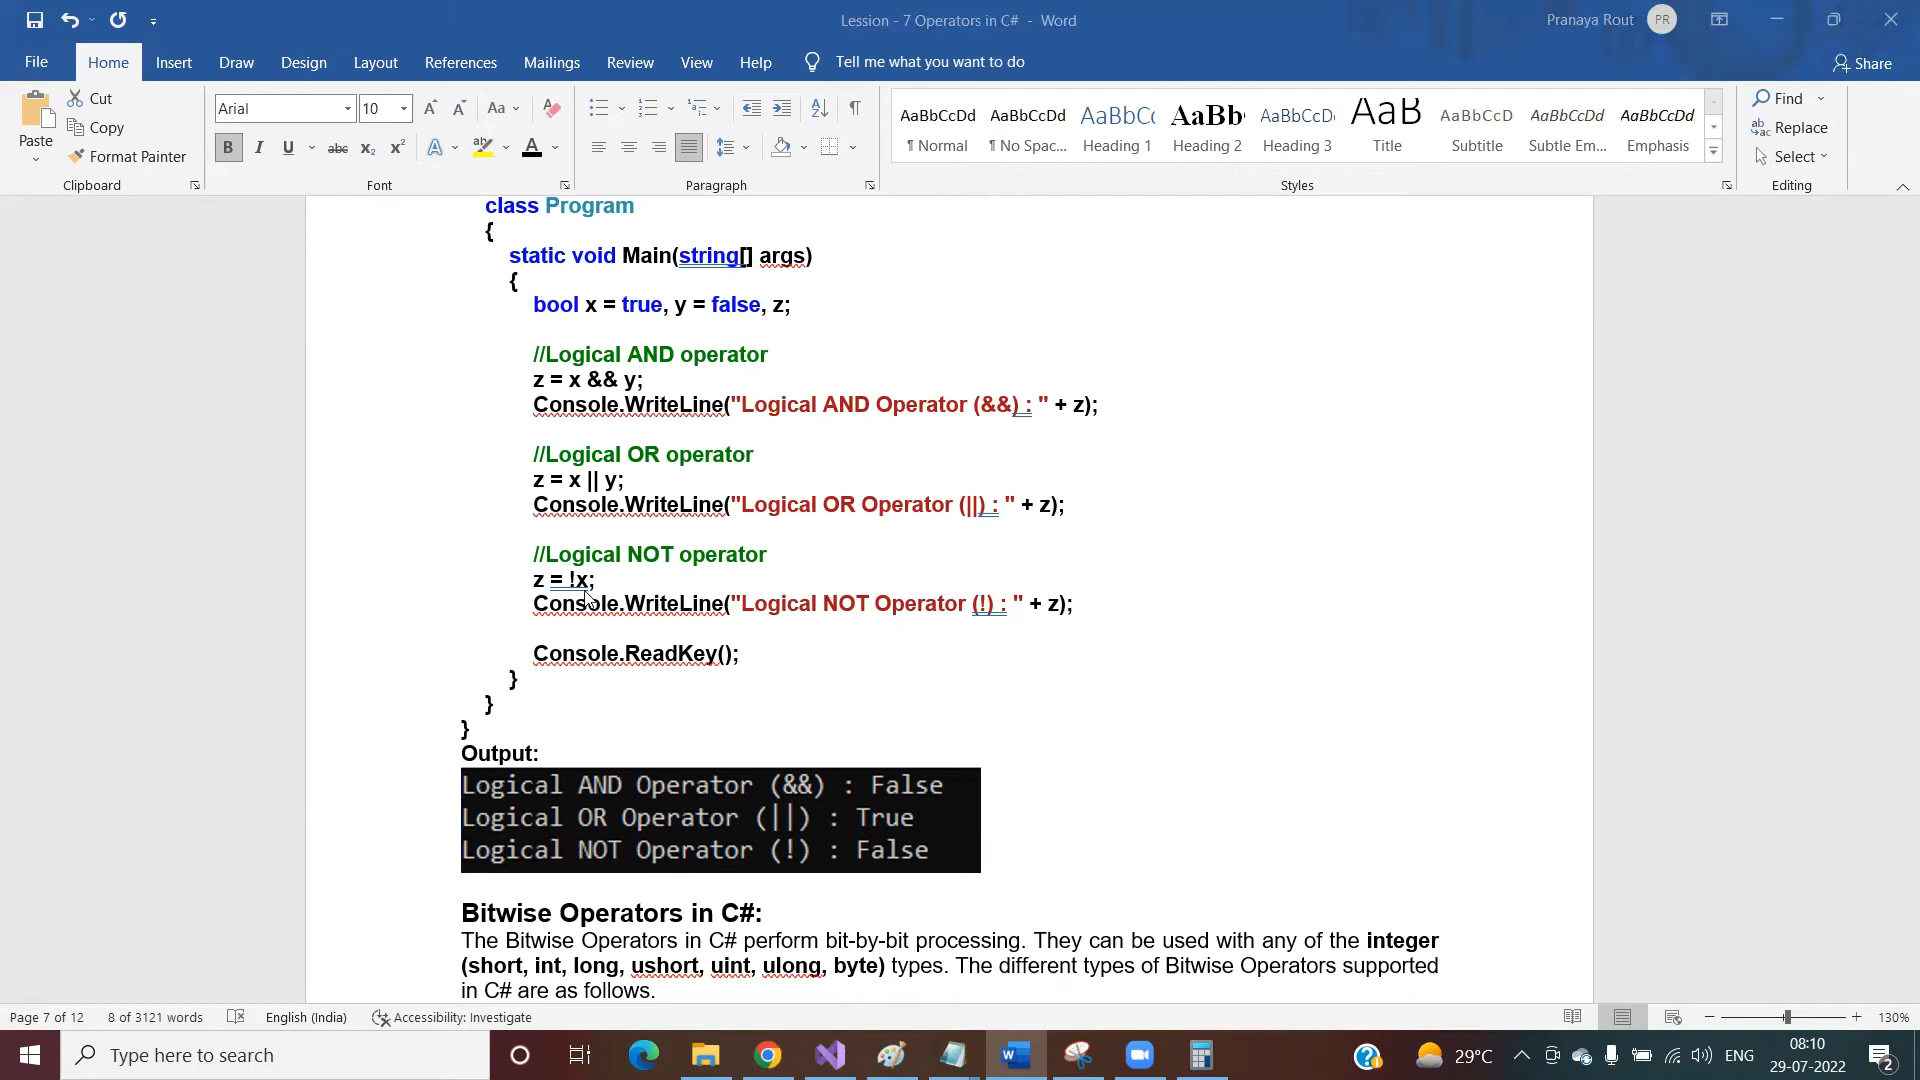 Lession - 7 Operators in C# - Word
Pranaya Rout PR
File Home Insert Draw Design Layout References Mailings Review View Help Tell me what you want to do Share
Paste
Cut
Copy
Format Painter
Clipboard
Arial 10
Font
Paragraph
AaBbCcDd AaBbCcDd AaBbCc AaBb AaBbCcD AaB AaBbCcD AaBbCcDd AaBbCcDd
¶ Normal ¶ No Spac... Heading 1 Heading 2 Heading 3 Title Subtitle Subtle Em... Emphasis
Styles
Find
Replace
Select
Editing
class Program
{
static void Main(string[] args)
{
bool x = true, y = false, z;
//Logical AND operator
z = x && y;
Console.WriteLine("Logical AND Operator (&&) : " + z);
//Logical OR operator
z = x || y;
Console.WriteLine("Logical OR Operator (||) : " + z);
//Logical NOT operator
z = !x;
Console.WriteLine("Logical NOT Operator (!) : " + z);
Console.ReadKey();
}
}
}
Output:
Logical AND Operator (&&) : False
Logical OR Operator (||) : True
Logical NOT Operator (!) : False
Bitwise Operators in C#:
The Bitwise Operators in C# perform bit-by-bit processing. They can be used with any of the integer
(short, int, long, ushort, uint, ulong, byte) types. The different types of Bitwise Operators supported
in C# are as follows.
Page 7 of 12 8 of 3121 words English (India) Accessibility: Investigate 130%
Type here to search
29°C ENG
08:10
29-07-2022
2